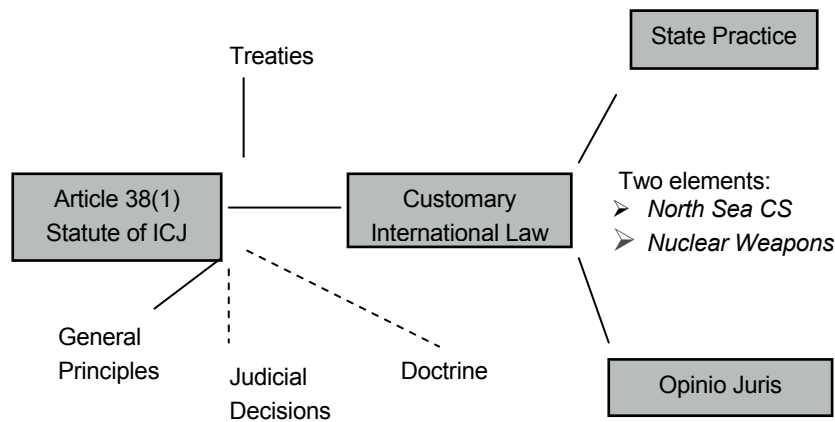 State Practice
Treaties
Article 38(1)
Statute of ICJ
Customary
International Law
Two elements:
➢ North Sea CS
➢ Nuclear Weapons
General
Principles
Judicial
Decisions
Doctrine
Opinio Juris